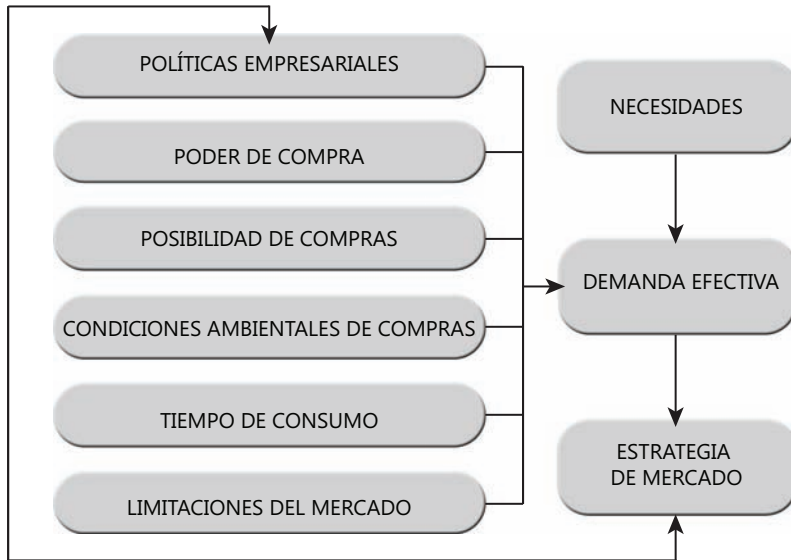 POLÍTICAS EMPRESARIALES
PODER DE COMPRA
POSIBILIDAD DE COMPRAS
CONDICIONES AMBIENTALES DE COMPRAS
TIEMPO DE CONSUMO
LIMITACIONES DEL MERCADO
NECESIDADES
DEMANDA EFECTIVA
ESTRATEGIA
DE MERCADO